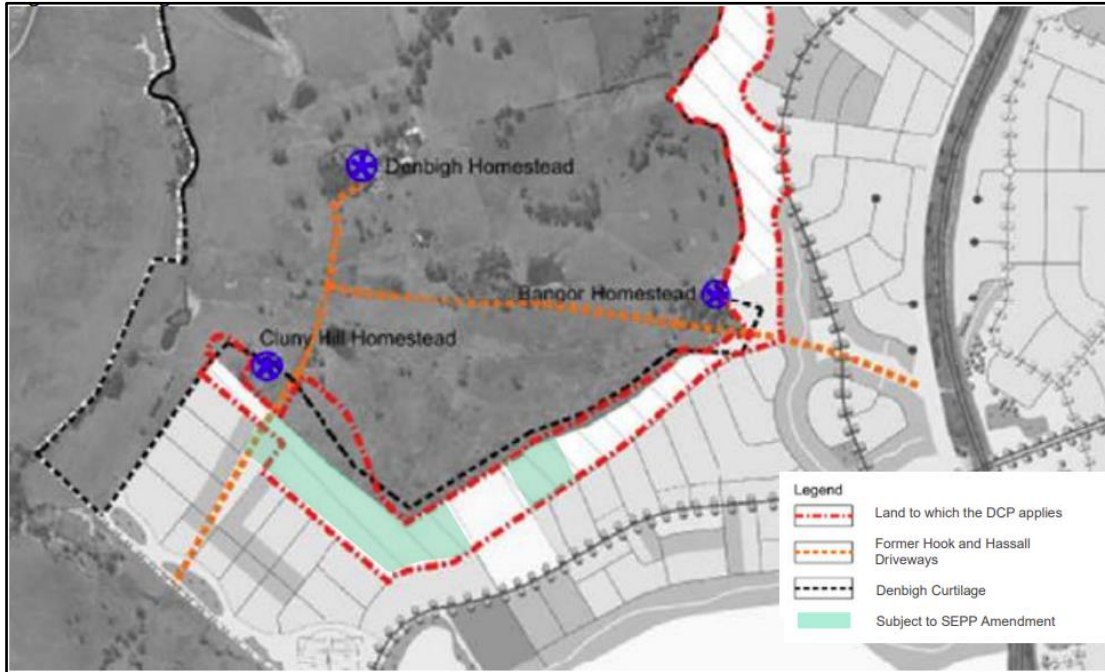 Denbigh Homestead
Bangor Homestead
Cluny Hill Homestead
Legend
Land to which the DCP applies
Former Hook and Hassall
Driveways
Denbigh Curtilage
Subject to SEPP Amendment